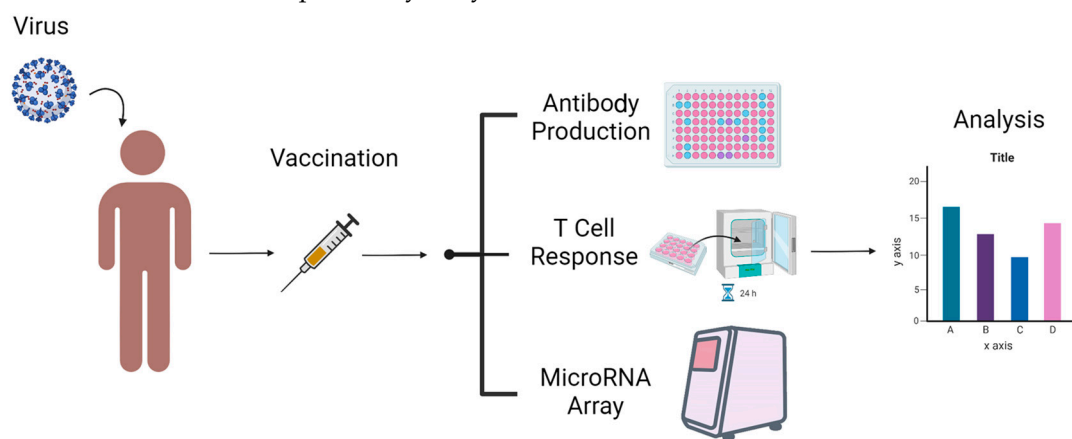 Virus
Vaccination
Antibody
Production
T Cell
Response
24 h
MicroRNA
Array
Analysis
Title
20
15
10
5
0
y axis
A B C D
x axis